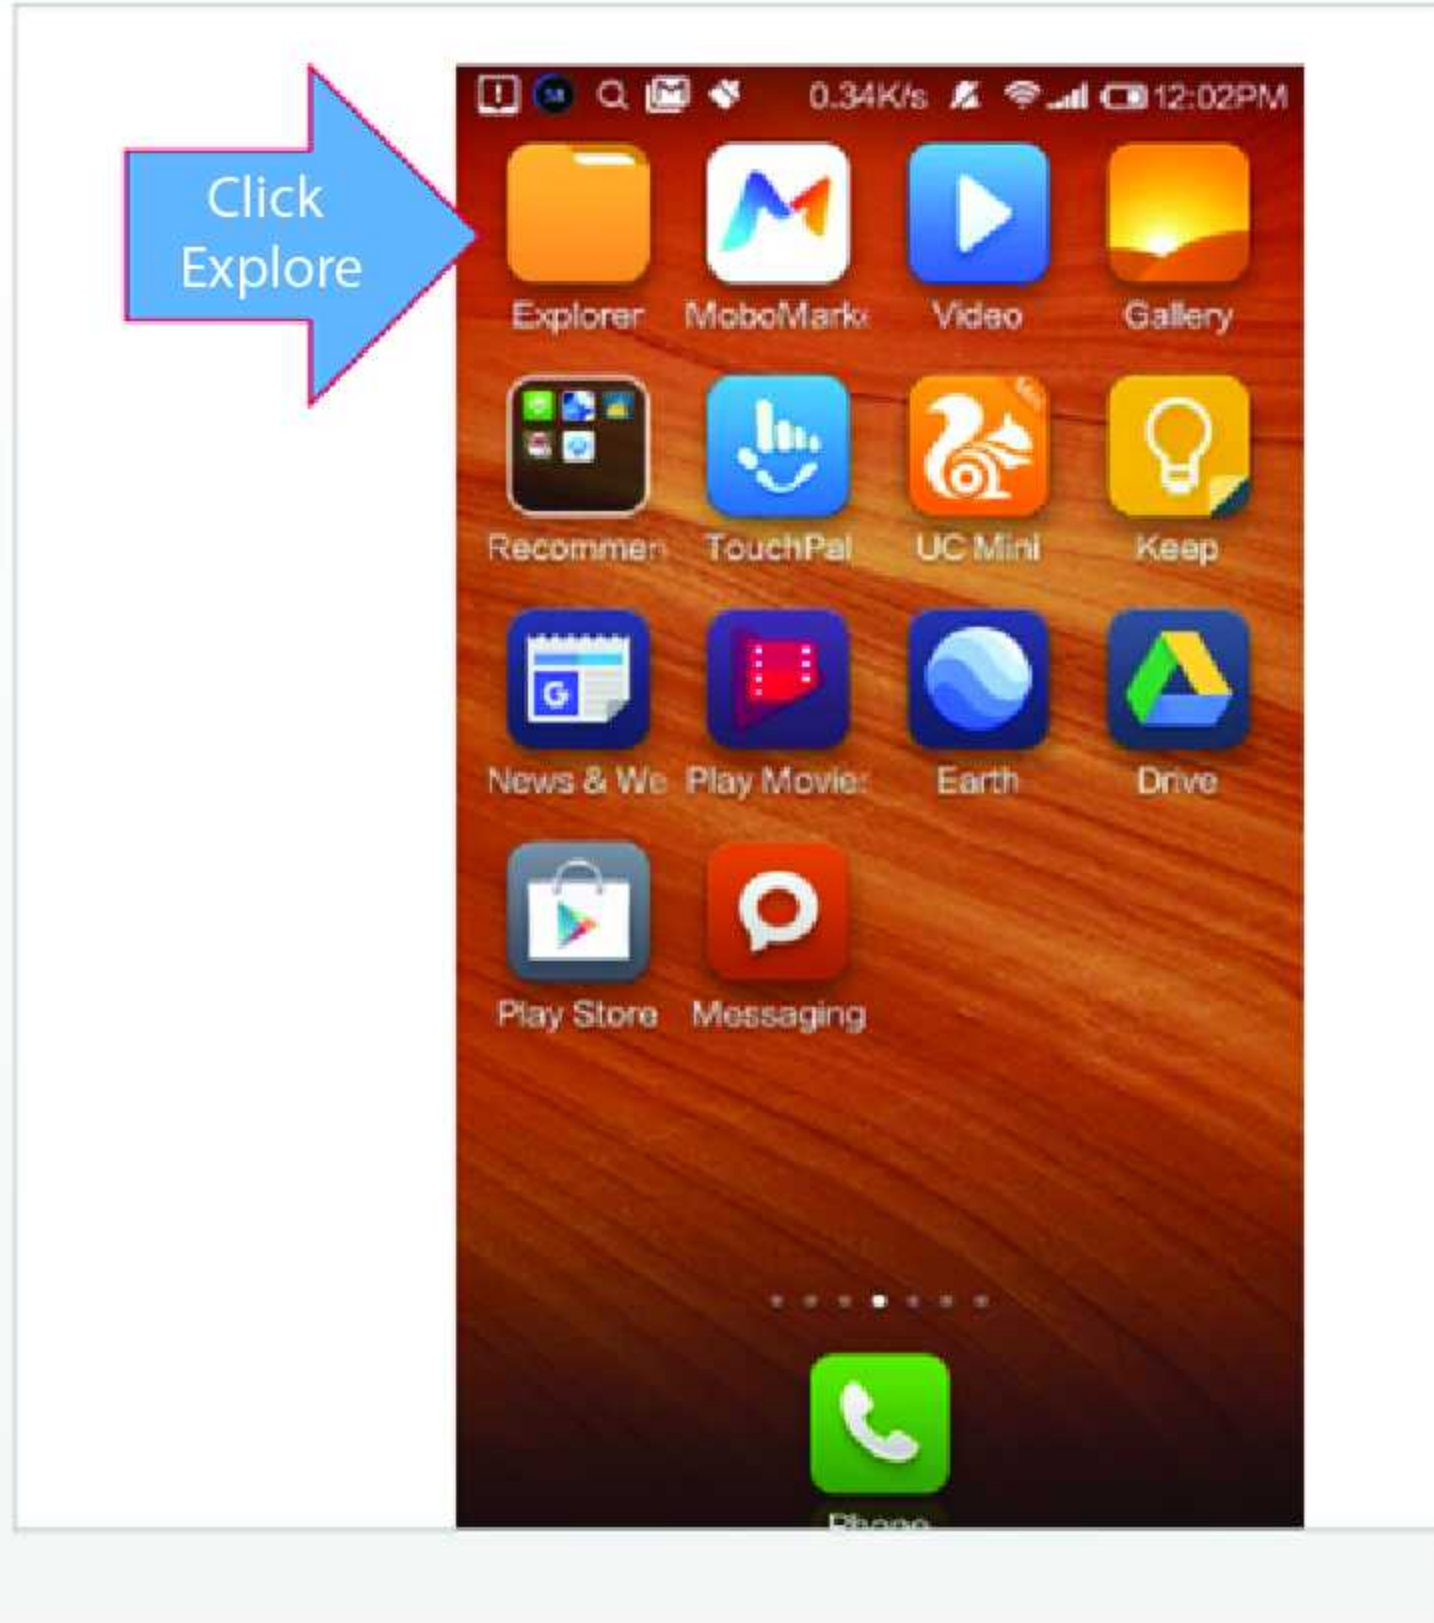 0.34K/s 12:02PM
Click
Explore
Explorer MoboMark Video Gallery
Recommen TouchPal UC Mini Keep
G
News & We Play Movie Earth Drive
Play Store Messaging
Phone